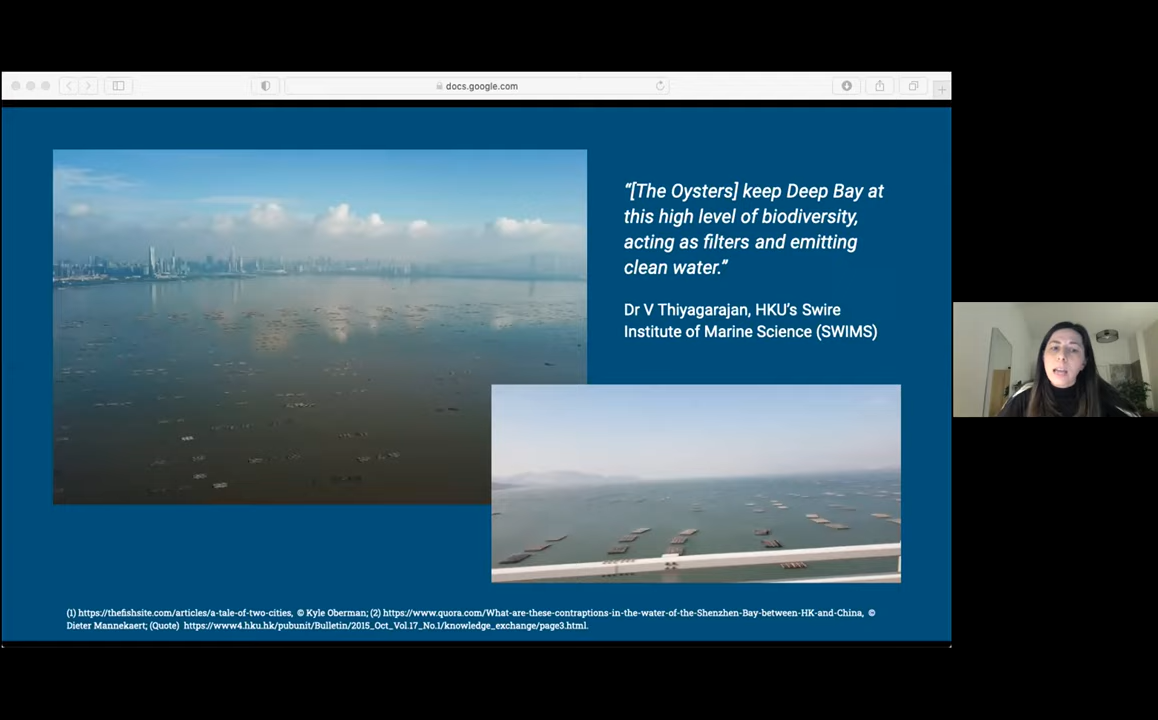 docs.google.com
“[The Oysters] keep Deep Bay at
this high level of biodiversity,
acting as filters and emitting
clean water.”
Dr V Thiyagarajan, HKU’s Swire
Institute of Marine Science (SWIMS)
(1) https://thefishsite.com/articles/a-tale-of-two-cities, © Kyle Oberman; (2) https://www.quora.com/What-are-these-contraptions-in-the-water-of-the-Shenzhen-Bay-between-HK-and-China, ©
Dieter Mannekaert; (Quote) https://www4.hku.hk/pubunit/Bulletin/2015_Oct_Vol.17_No.1/knowledge_exchange/page3.html.